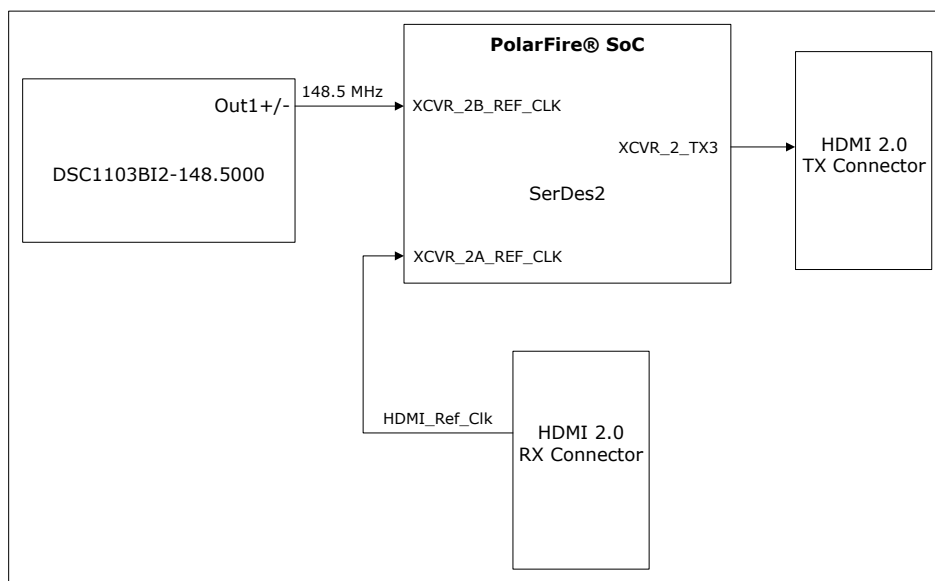 PolarFire® SoC
Out1+/-
148.5 MHz
XCVR_2B_REF_CLK
DSC1103BI2-148.5000
XCVR_2_TX3
HDMI 2.0
TX Connector
SerDes2
XCVR_2A_REF_CLK
HDMI_Ref_Clk
HDMI 2.0
RX Connector